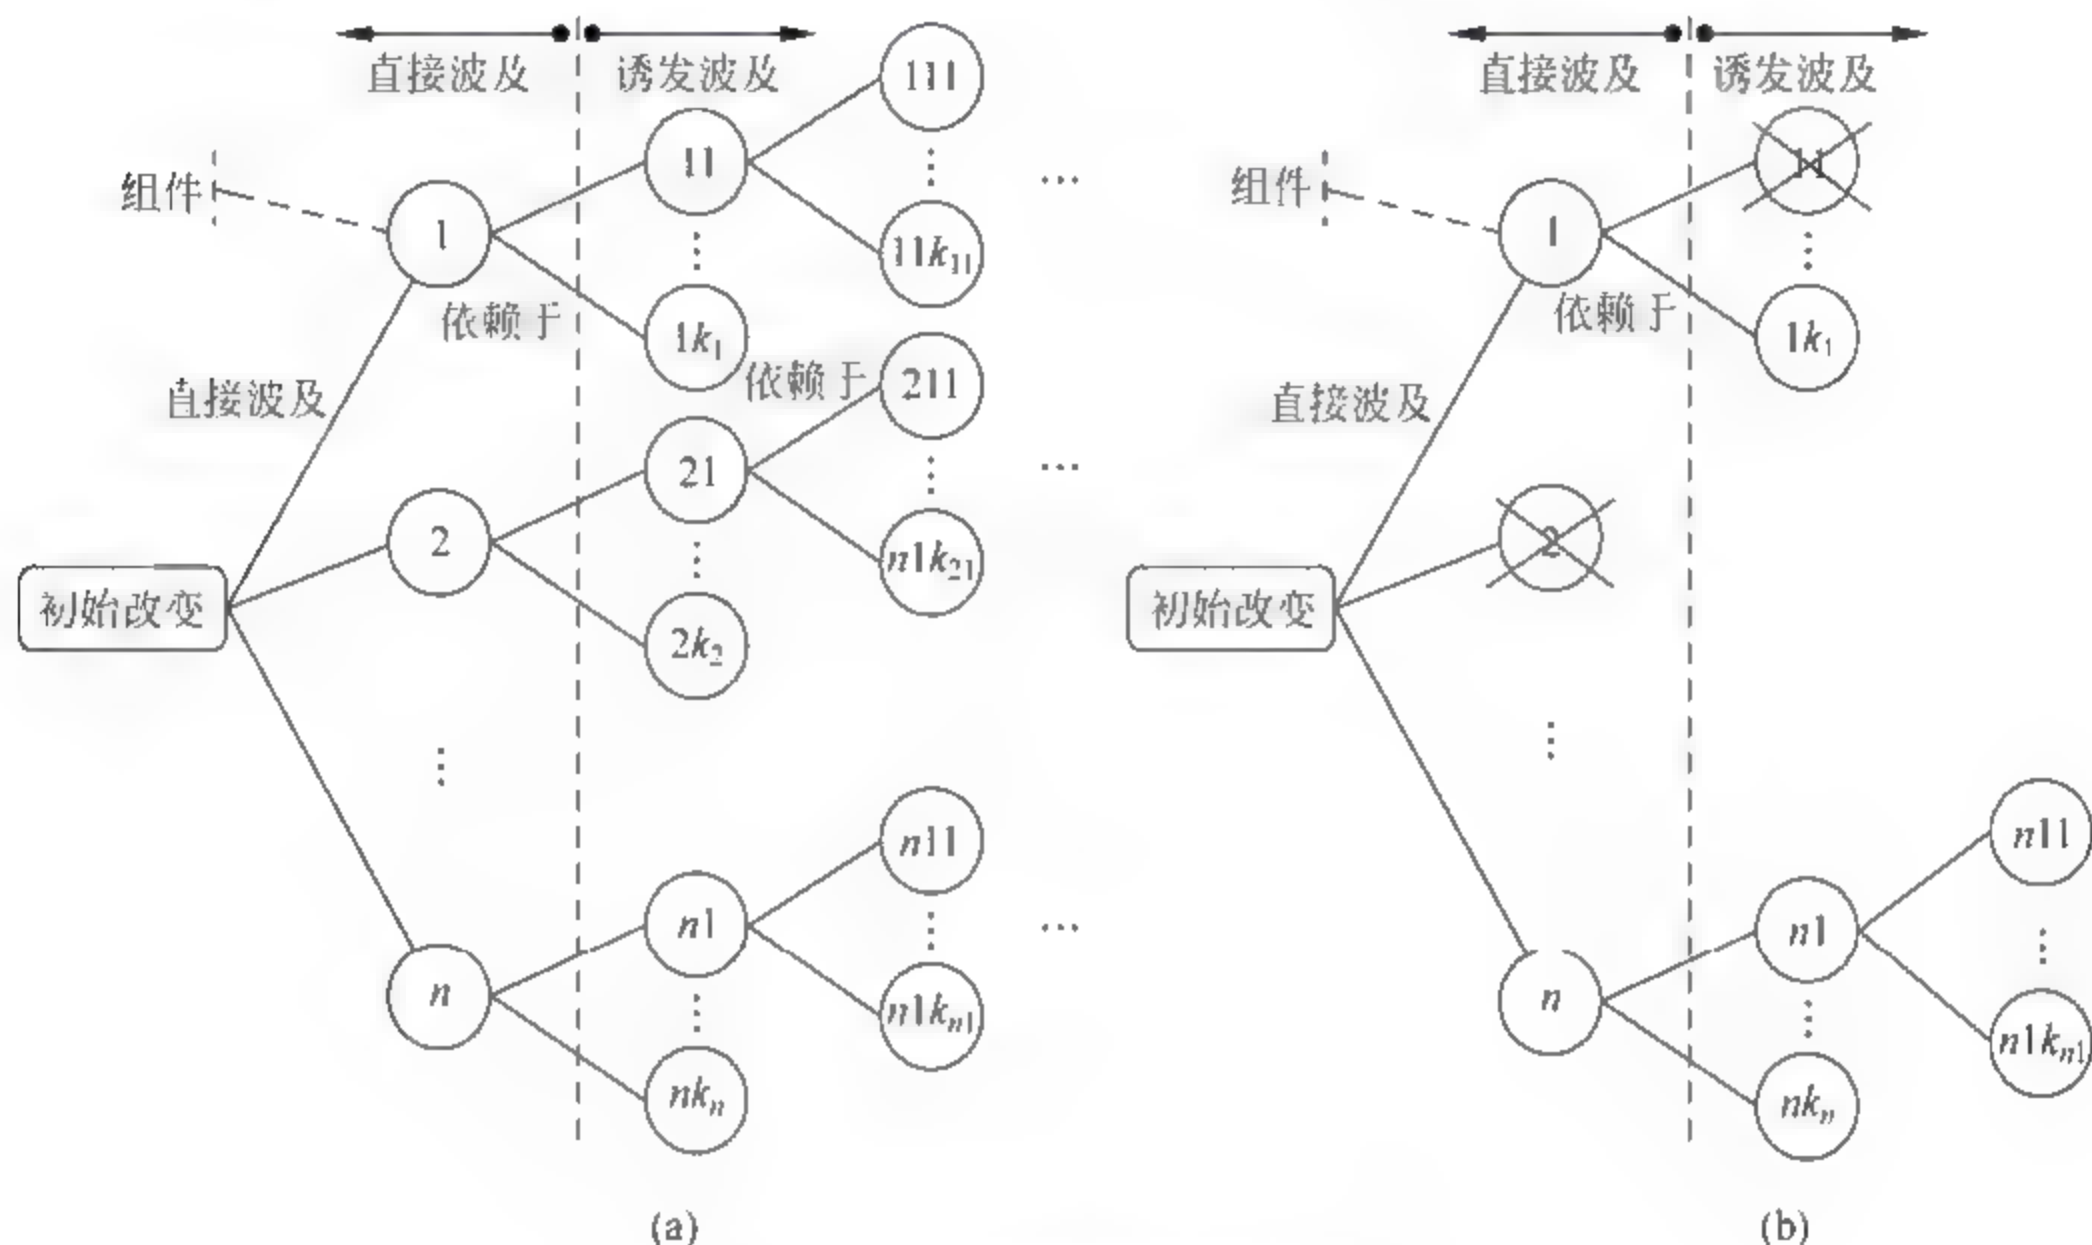 直接波及 诱发波及
111
11
组件
1
11k₁₁
依赖于
1k₁
依赖于
211
直接波及
21
2
n1k₂₁
初始改变
2k₂
n11
n1
n
n1kₙ₁
nkₙ
(a)
直接波及 诱发波及
11
组件
1
依赖于
1k₁
直接波及
2
初始改变
n11
n1
n
n1kₙ₁
nkₙ
(b)